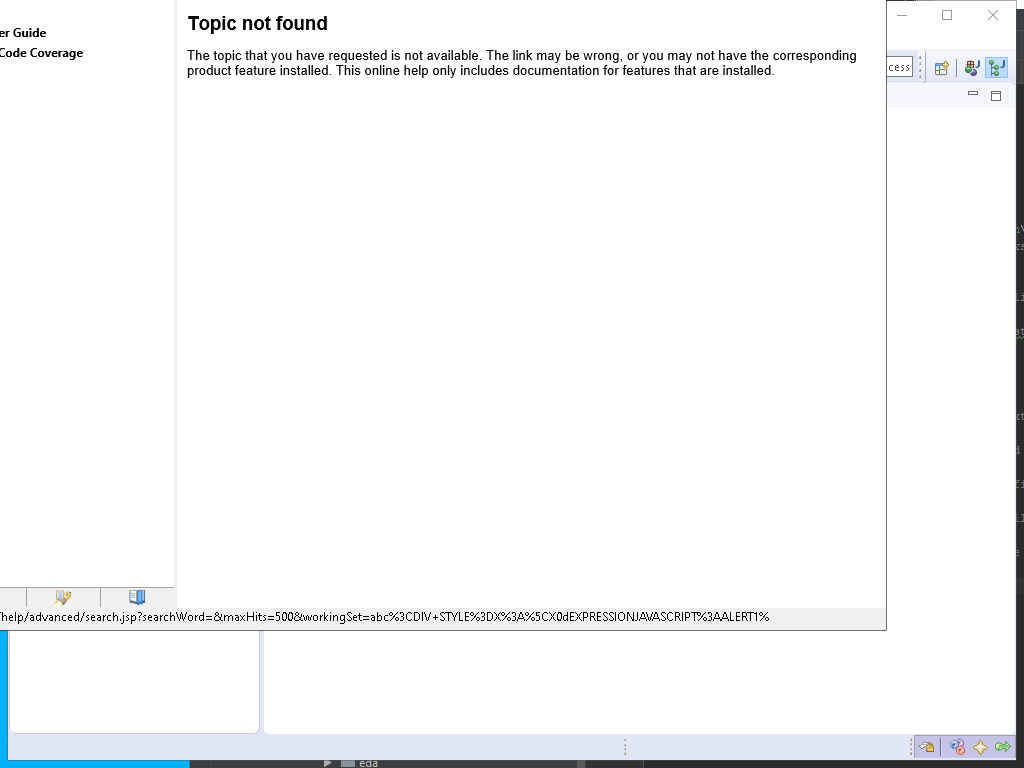 Topic not found
er Guide
Code Coverage
The topic that you have requested is not available. The link may be wrong, or you may not have the corresponding
product feature installed. This online help only includes documentation for features that are installed.
cess
help/advanced/search.jsp?searchWord=&maxHits=500&workingSet=abc%3CDIV+STYLE%3DX%3A%5CX0dEXPRESSIONJAVASCRIPT%3AALERT1%
eda